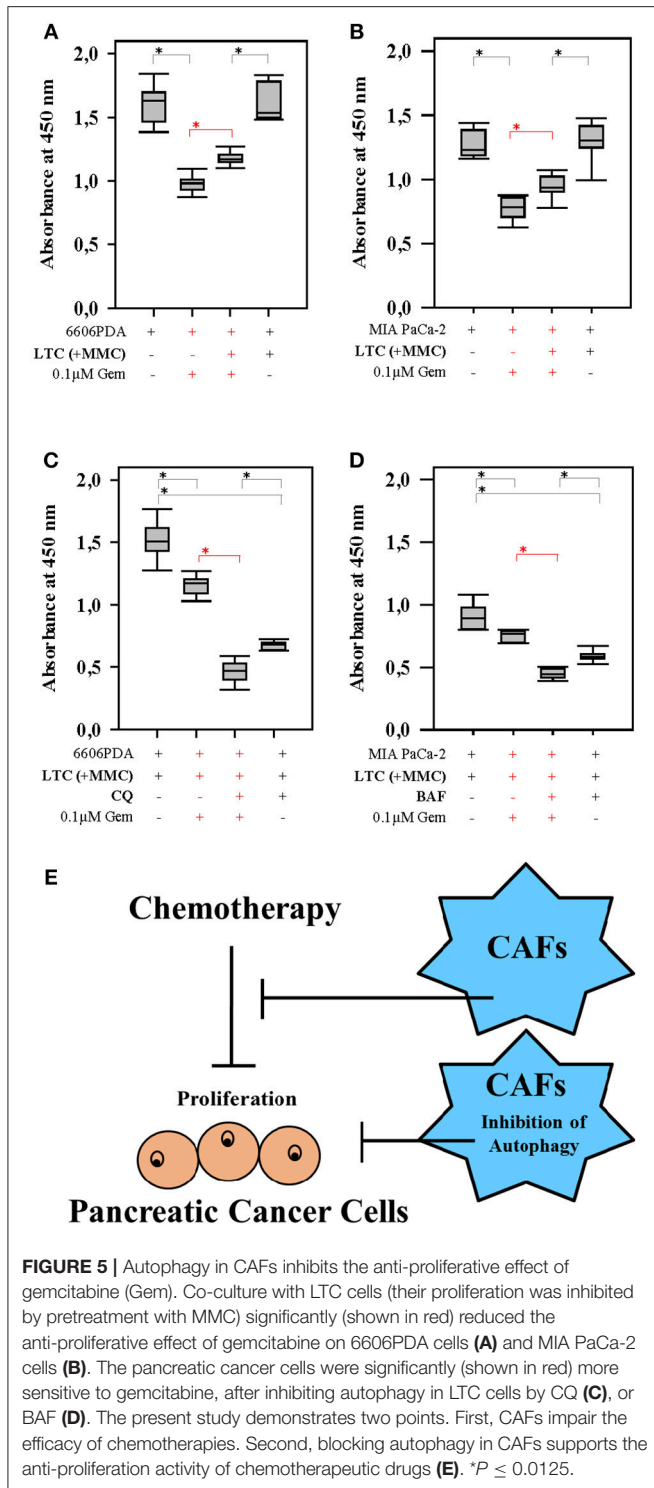 A
*
*
*
2,0
1,5
1,0
0,5
0,0
Absorbance at 450 nm
6606PDA + + + +
LTC (+MMC) - - + +
0.1µM Gem - + + -
B
*
*
*
2,0
1,5
1,0
0,5
0,0
Absorbance at 450 nm
MIA PaCa-2 + + + +
LTC (+MMC) - - + +
0.1µM Gem - + + -
C
*
*
*
*
2,0
1,5
1,0
0,5
0,0
Absorbance at 450 nm
6606PDA + + + +
LTC (+MMC) + + + +
CQ - - + +
0.1µM Gem - + + -
D
*
*
*
*
2,0
1,5
1,0
0,5
0,0
Absorbance at 450 nm
MIA PaCa-2 + + + +
LTC (+MMC) + + + +
BAF - - + +
0.1µM Gem - + + -
E
Chemotherapy
CAFs
CAFs
Inhibition of
Autophagy
Proliferation
Pancreatic Cancer Cells
FIGURE 5 | Autophagy in CAFs inhibits the anti-proliferative effect of
gemcitabine (Gem). Co-culture with LTC cells (their proliferation was inhibited
by pretreatment with MMC) significantly (shown in red) reduced the
anti-proliferative effect of gemcitabine on 6606PDA cells (A) and MIA PaCa-2
cells (B). The pancreatic cancer cells were significantly (shown in red) more
sensitive to gemcitabine, after inhibiting autophagy in LTC cells by CQ (C), or
BAF (D). The present study demonstrates two points. First, CAFs impair the
efficacy of chemotherapies. Second, blocking autophagy in CAFs supports the
anti-proliferation activity of chemotherapeutic drugs (E). *P ≤ 0.0125.